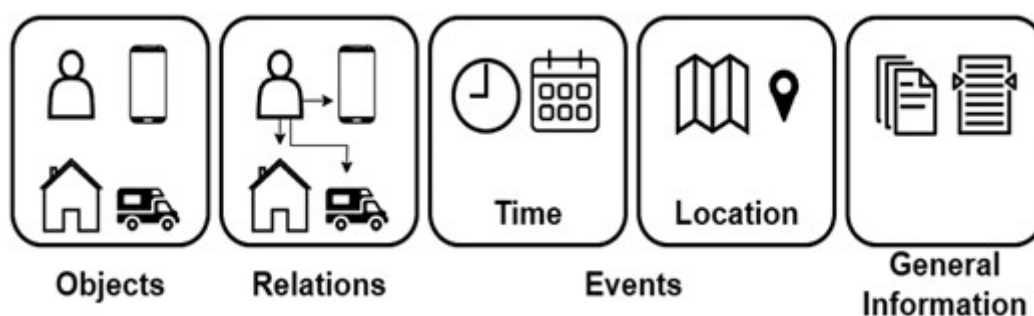 Time
Location
Objects
Relations
Events
General
Information